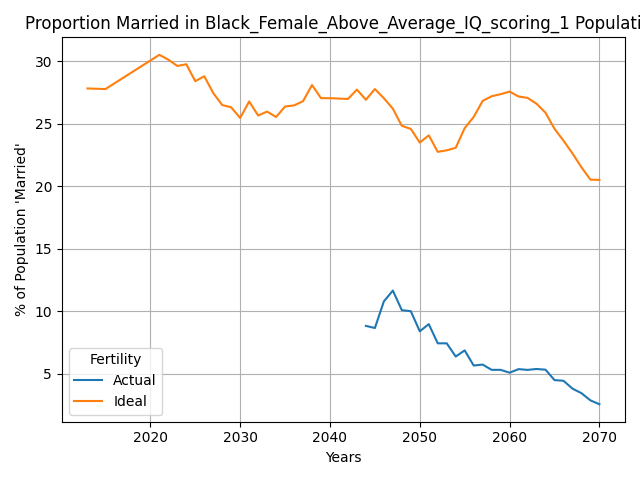 Proportion Married in Black_Female_Above_Average_IQ_scoring_1 Populati
% of Population 'Married'
30
25
20
15
10
5
Fertility
Actual
Ideal
2020 2030 2040 2050 2060 2070
Years